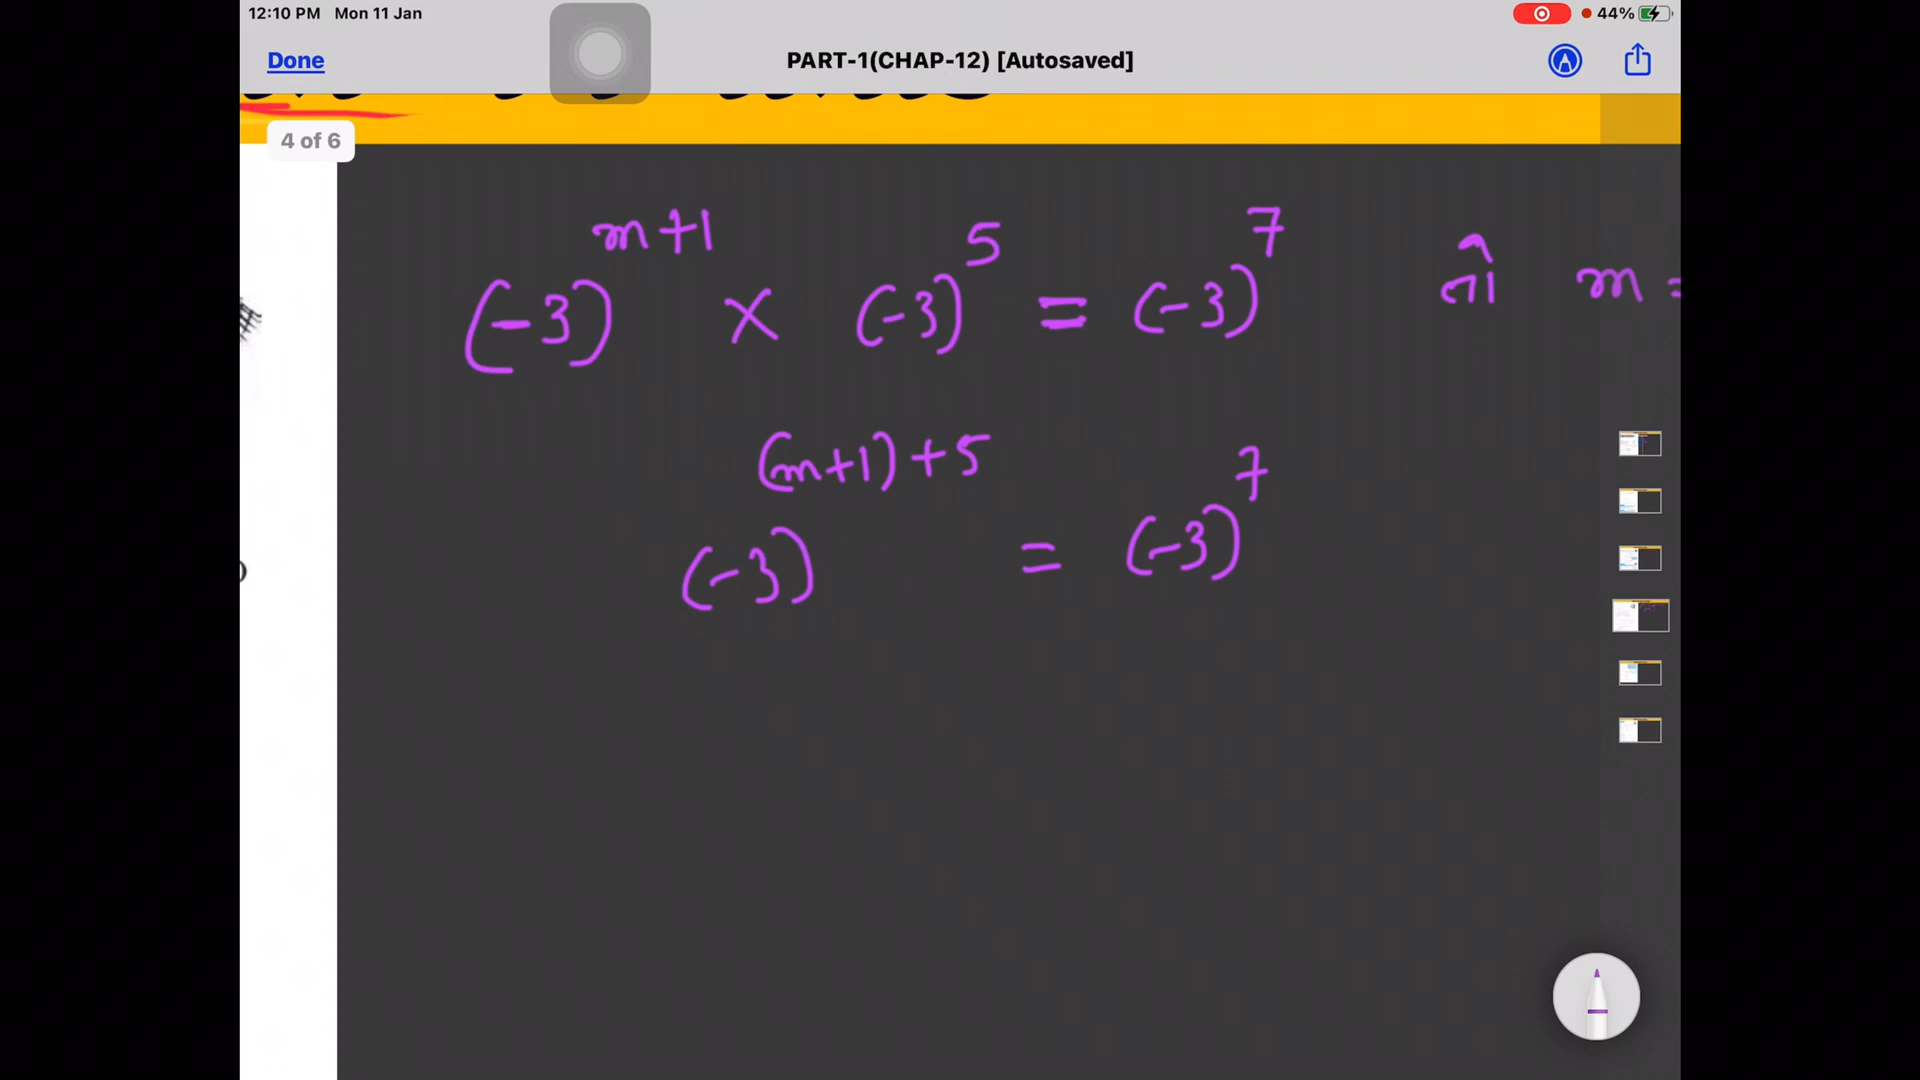 12:10 PM Mon 11 Jan
44%
Done
PART-1(CHAP-12) [Autosaved]
4 of 6
(-3)^{m+1} × (-3)^5 = (-3)^7 तो m =
(-3)^{(m+1)+5} = (-3)^7